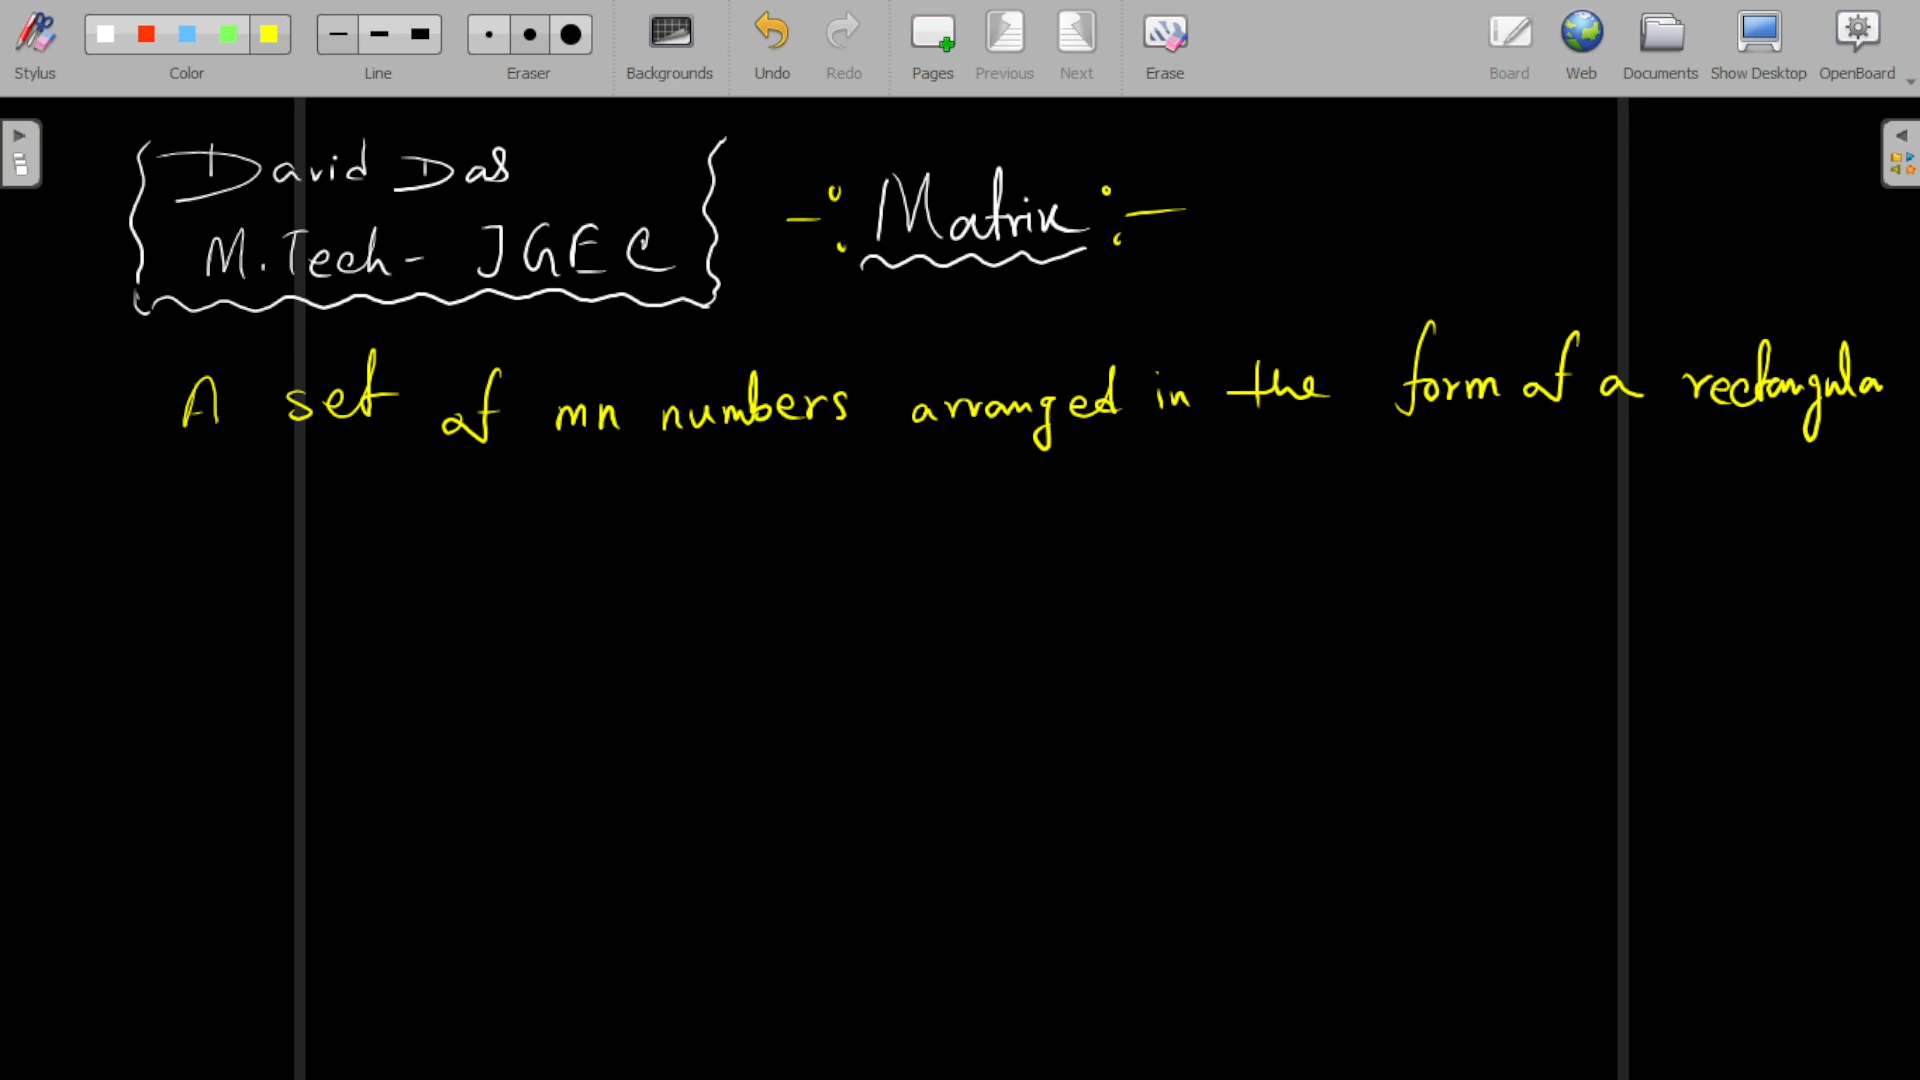 Stylus Color Line Eraser Backgrounds Undo Redo Pages Previous Next Erase Board Web Documents Show Desktop OpenBoard
David Das
M.Tech - JGEC
-: Matrix :-
A set of mn numbers arranged in the form of a rectangula